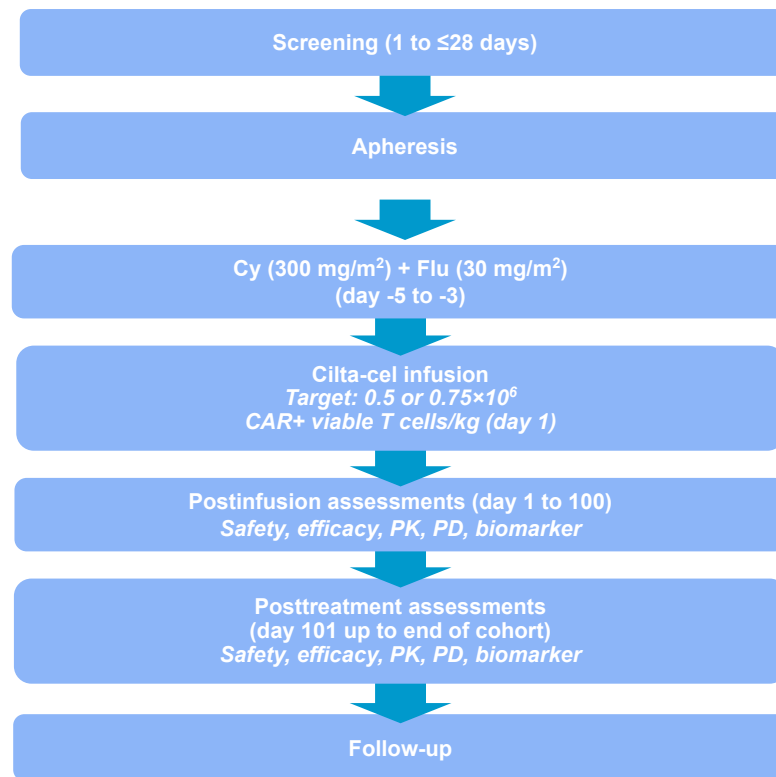 Screening (1 to ≤28 days)
Apheresis
Cy (300 mg/m²) + Flu (30 mg/m²)
(day -5 to -3)
Cilta-cel infusion
Target: 0.5 or 0.75×10⁶
CAR+ viable T cells/kg (day 1)
Postinfusion assessments (day 1 to 100)
Safety, efficacy, PK, PD, biomarker
Posttreatment assessments
(day 101 up to end of cohort)
Safety, efficacy, PK, PD, biomarker
Follow-up